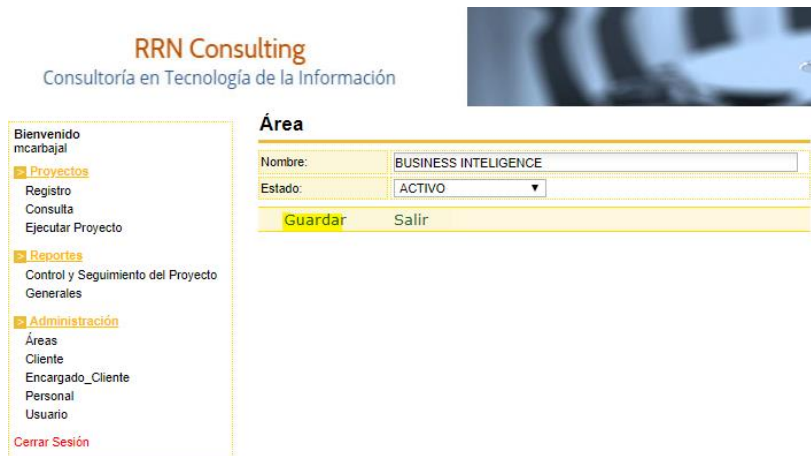 RRN Consulting
Consultoría en Tecnología de la Información
Bienvenido
mcarbajal
> Proyectos
Registro
Consulta
Ejecutar Proyecto
> Reportes
Control y Seguimiento del Proyecto
Generales
> Administración
Áreas
Cliente
Encargado_Cliente
Personal
Usuario
Cerrar Sesión
Área
Nombre: BUSINESS INTELIGENCE
Estado: ACTIVO
Guardar Salir